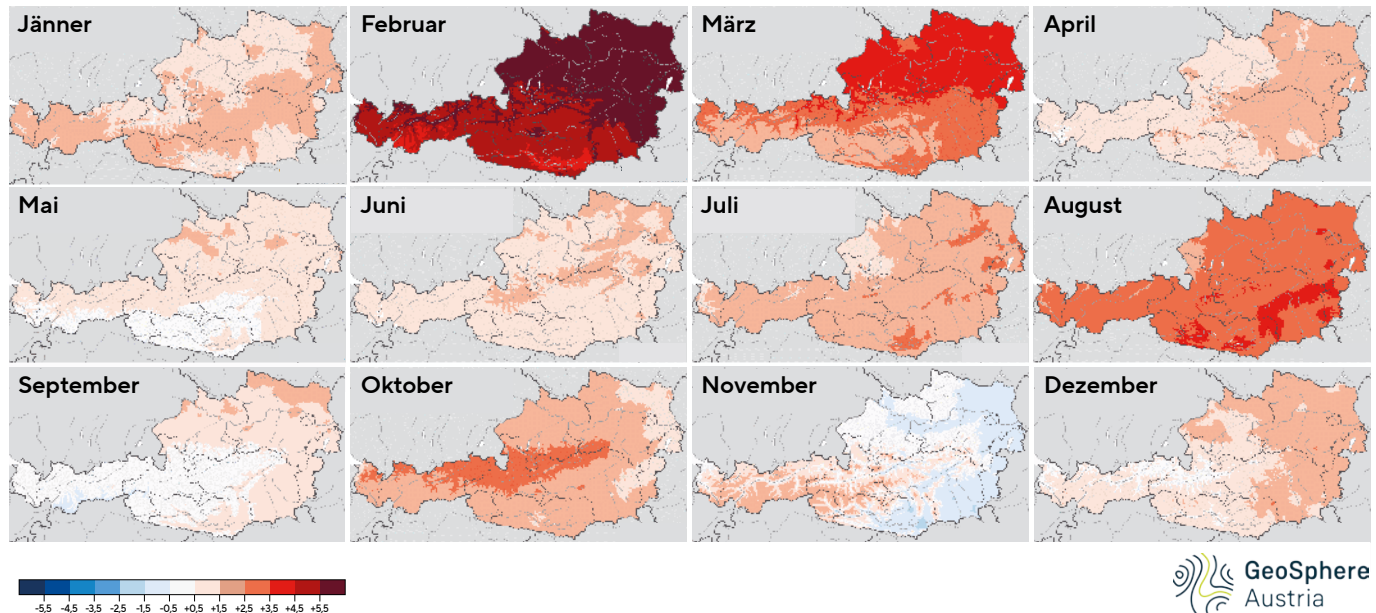 Jänner
Februar
März
April
Mai
Juni
Juli
August
September
Oktober
November
Dezember
-5,5 -4,5 -3,5 -2,5 -1,5 -0,5 +0,5 +1,5 +2,5 +3,5 +4,5 +5,5
GeoSphere
Austria